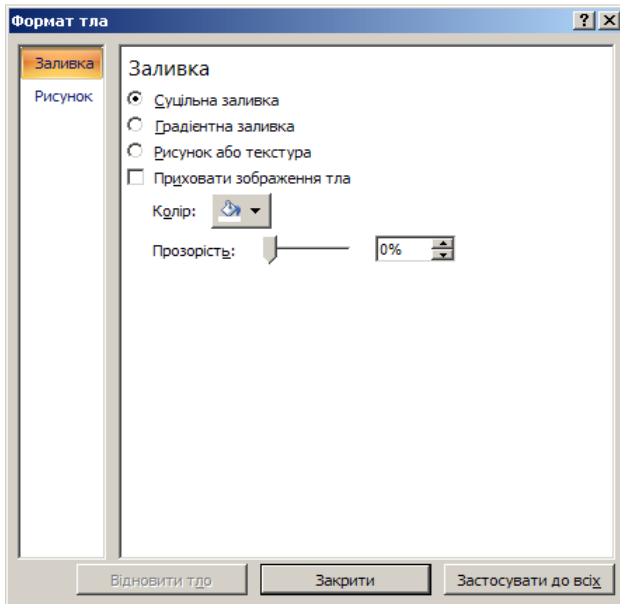 Формат тла
Заливка
Рисунок
Заливка
Суцільна заливка
Градієнтна заливка
Рисунок або текстура
Приховати зображення тла
Колір:
Прозорість: 0%
Відновити тло Закрити Застосувати до всіх